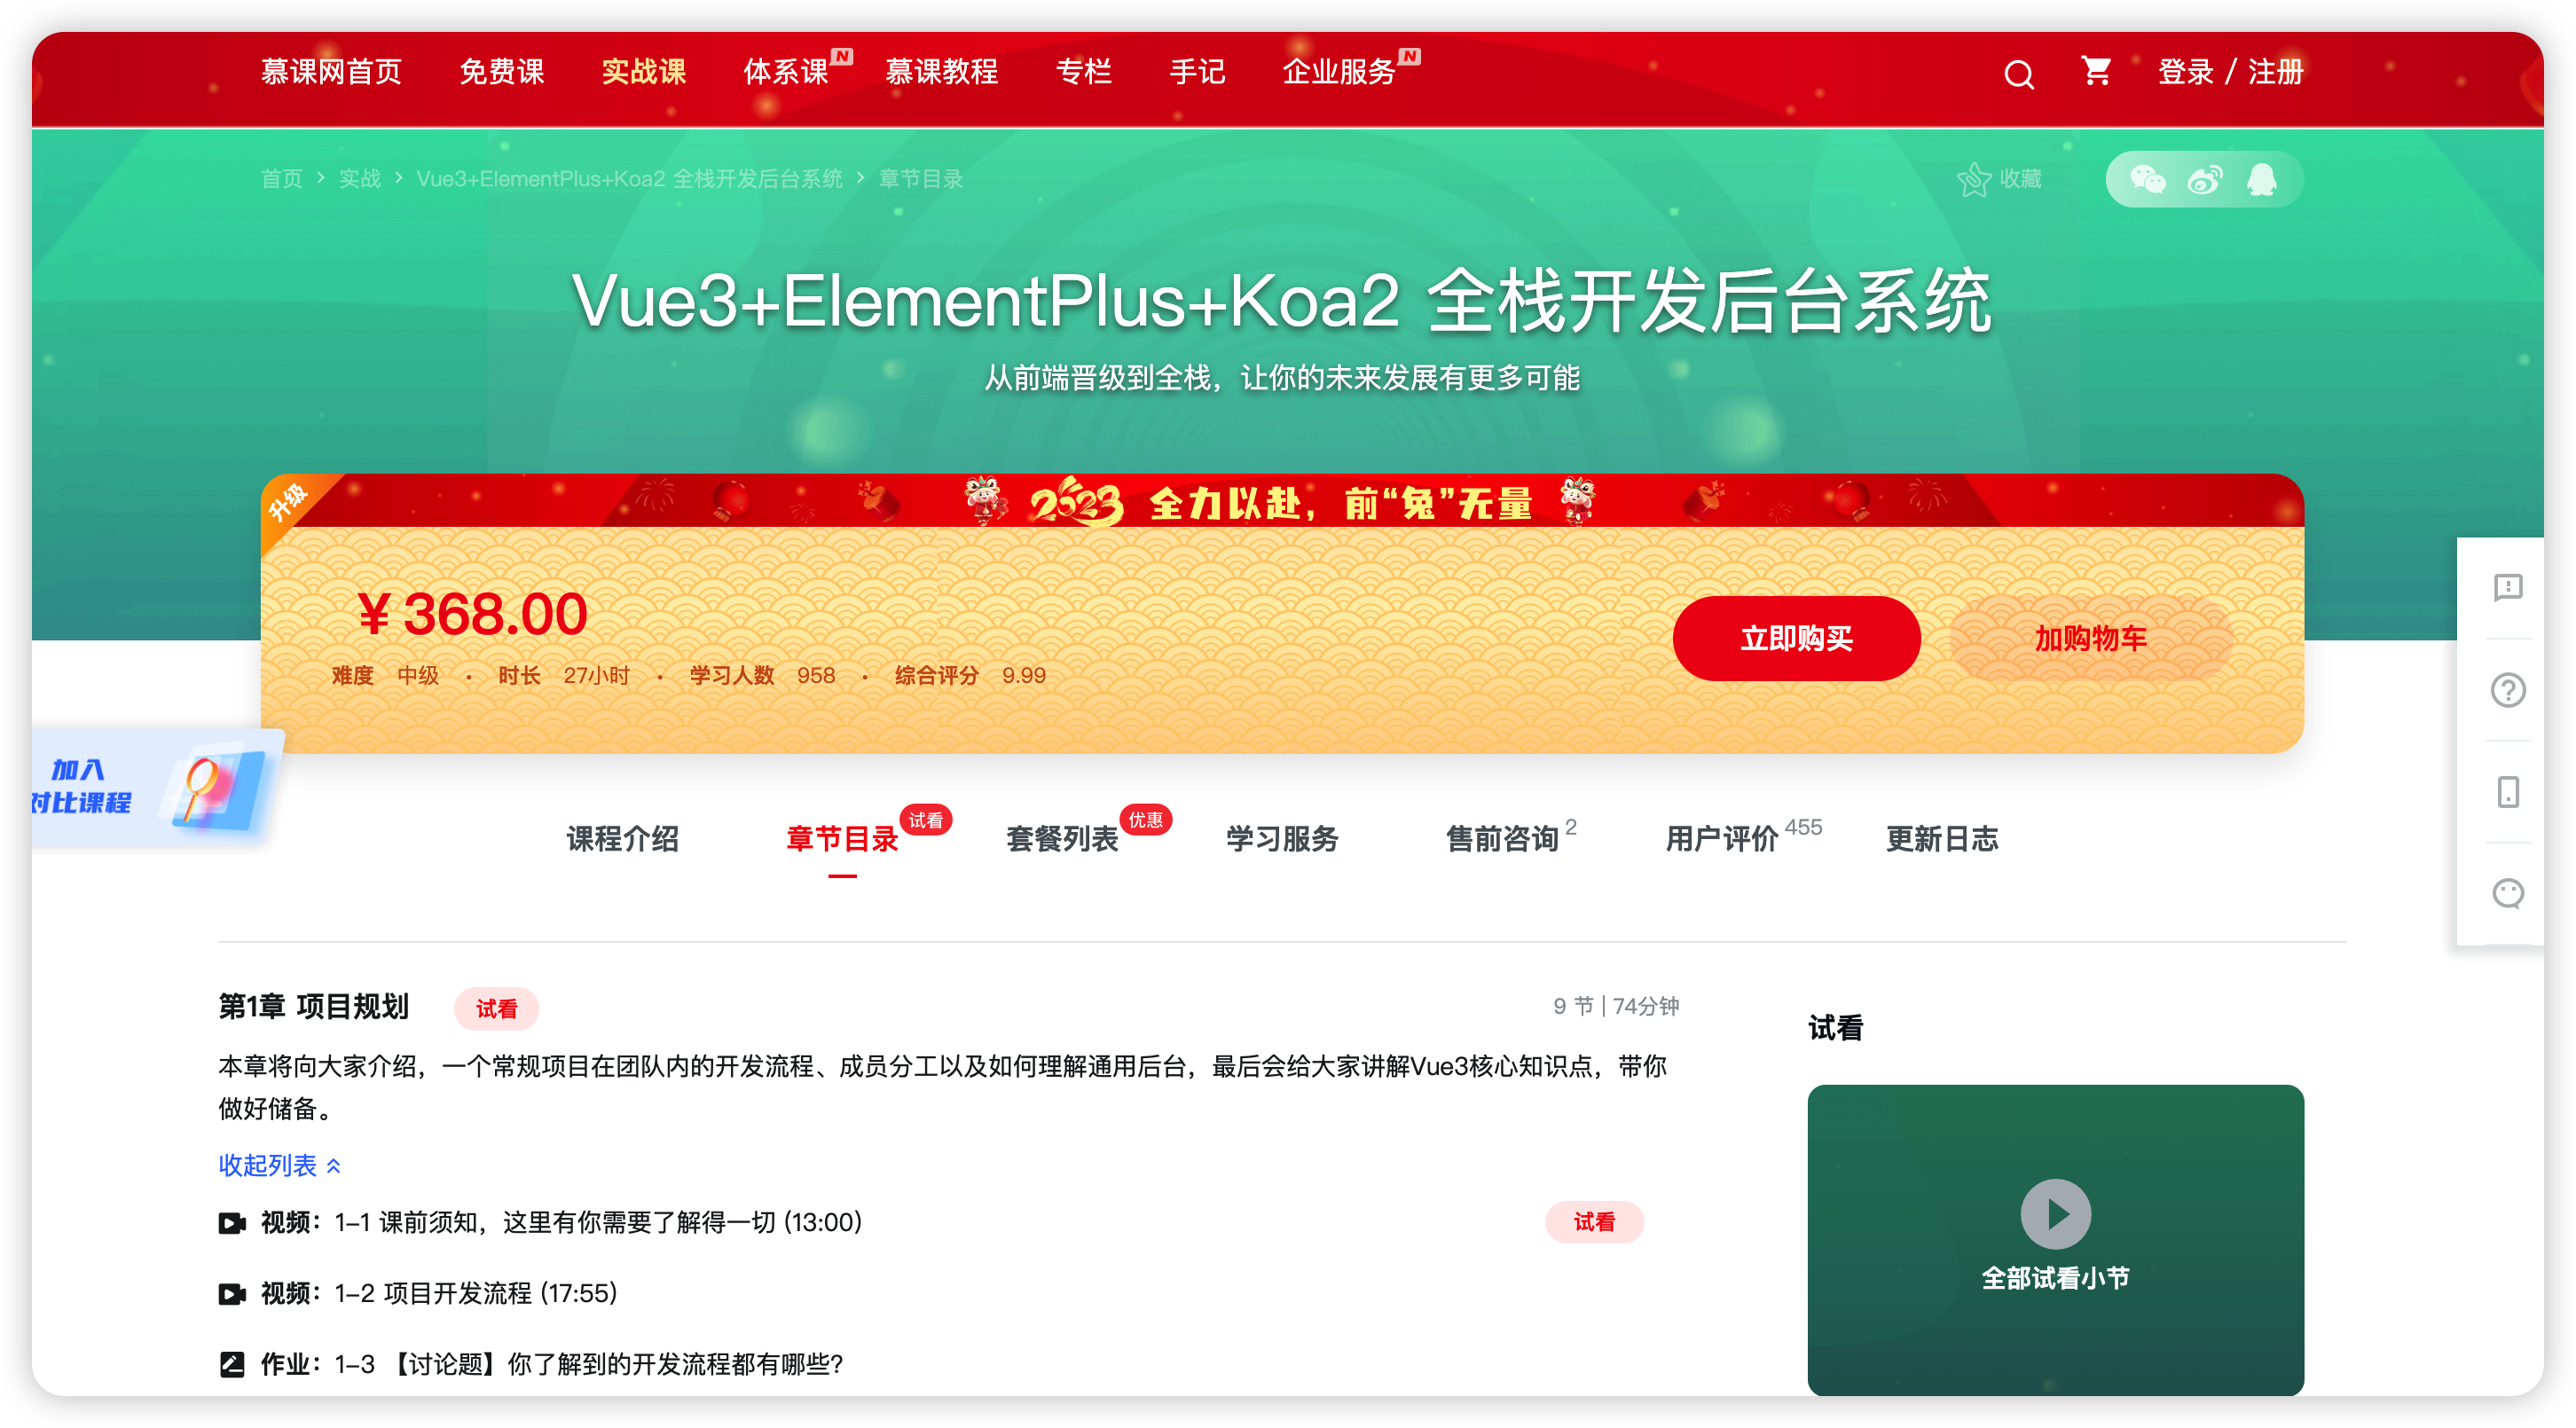 慕课网首页 免费课 实战课 体系课 N 慕课教程 专栏 手记 企业服务 N 登录 / 注册
首页 > 实战 > Vue3+ElementPlus+Koa2 全栈开发后台系统 > 章节目录 收藏
Vue3+ElementPlus+Koa2 全栈开发后台系统
从前端晋级到全栈，让你的未来发展有更多可能
升级
2023 全力以赴，前“兔”无量
¥ 368.00
难度 中级 · 时长 27小时 · 学习人数 958 · 综合评分 9.99
立即购买 加购物车
加入
对比课程
课程介绍 章节目录 试看 套餐列表 优惠 学习服务 售前咨询 2 用户评价 455 更新日志
第1章 项目规划 试看 9 节 | 74分钟
本章将向大家介绍，一个常规项目在团队内的开发流程、成员分工以及如何理解通用后台，最后会给大家讲解Vue3核心知识点，带你
做好储备。
收起列表
视频：1-1 课前须知，这里有你需要了解得一切 (13:00) 试看
视频：1-2 项目开发流程 (17:55)
作业：1-3 【讨论题】你了解到的开发流程都有哪些?
试看
全部试看小节